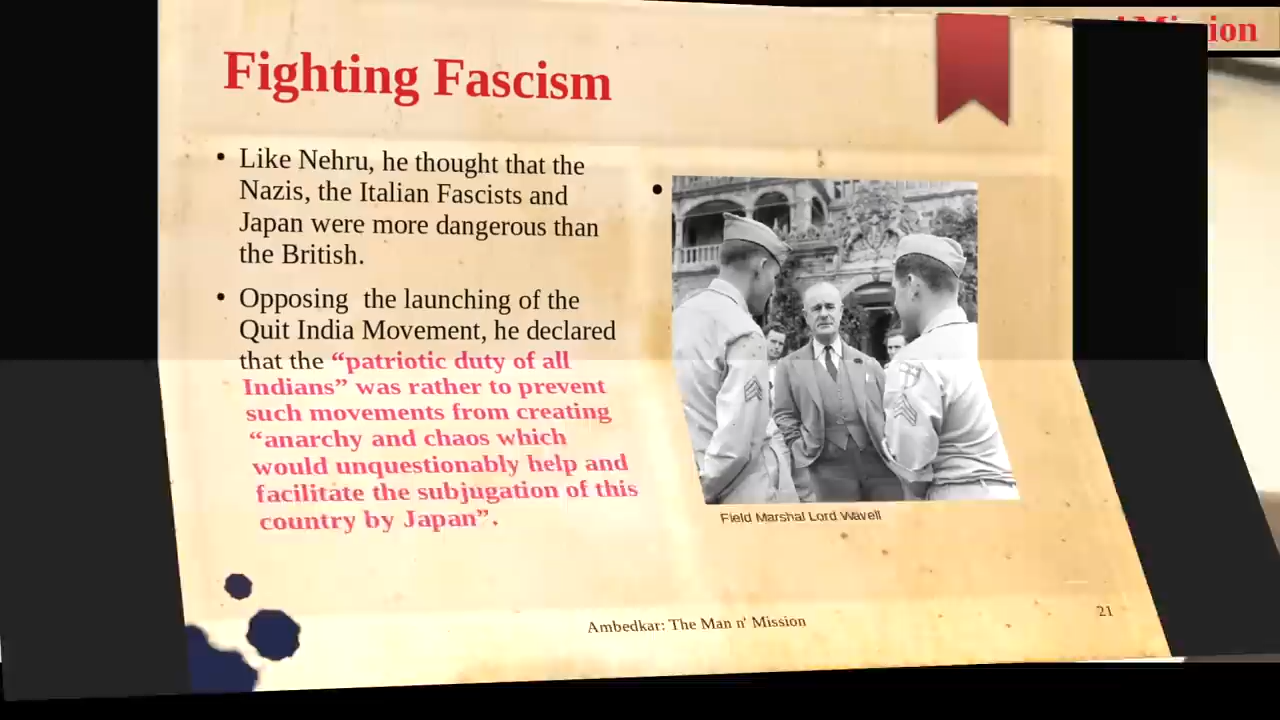 ion
Fighting Fascism
• Like Nehru, he thought that the
Nazis, the Italian Fascists and
Japan were more dangerous than
the British.
• Opposing the launching of the
Quit India Movement, he declared
that the “patriotic duty of all
Indians” was rather to prevent
such movements from creating
“anarchy and chaos which
would unquestionably help and
facilitate the subjugation of this
country by Japan”.
•
Field Marshal Lord Wavell
Ambedkar: The Man n' Mission
21